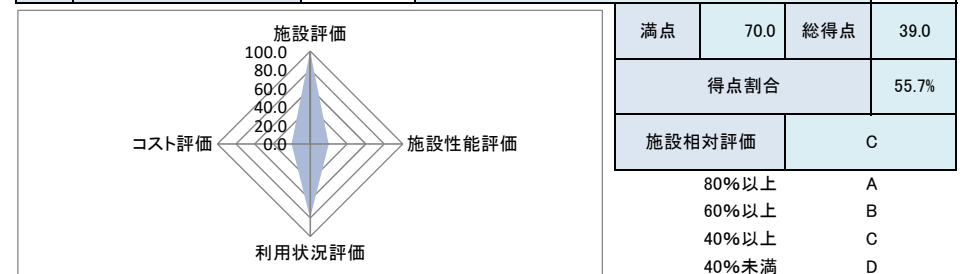 施設評価
100.0
80.0
60.0
40.0
20.0
0.0
コスト評価
施設性能評価
利用状況評価
満点 70.0 総得点 39.0
得点割合 55.7%
施設相対評価 C
80%以上 A
60%以上 B
40%以上 C
40%未満 D